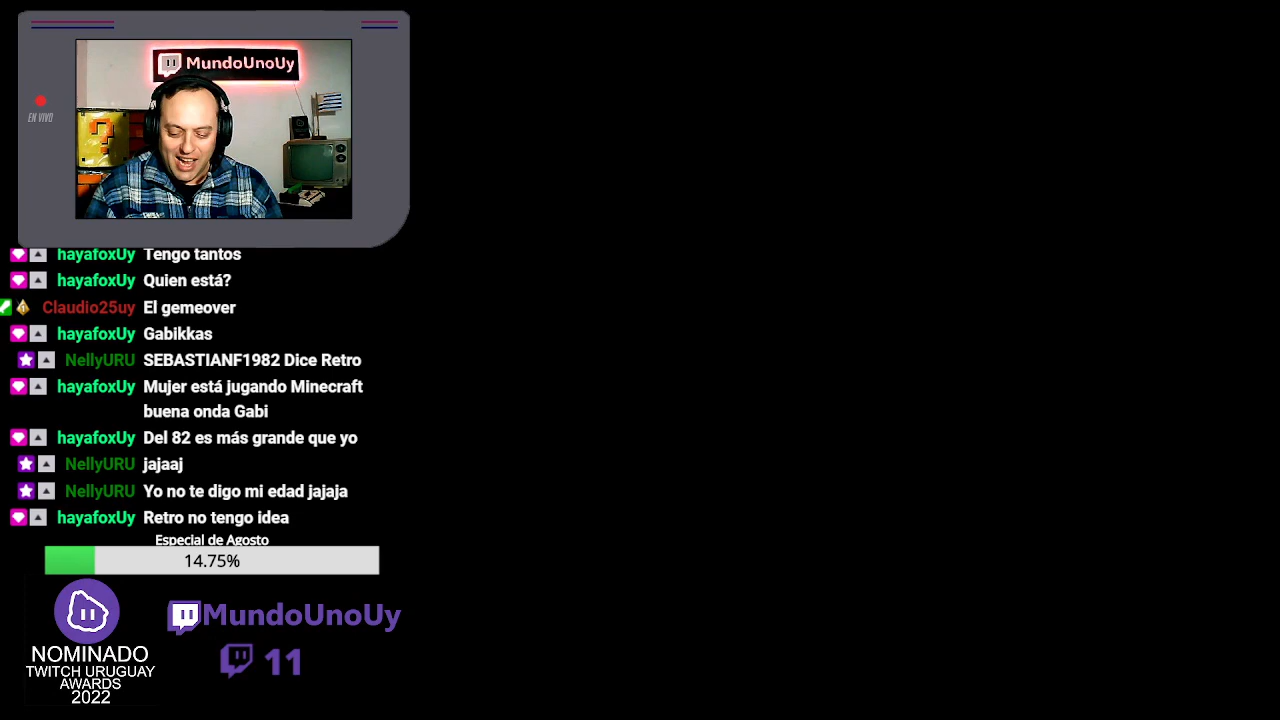 MundoUnoUy
EN VIVO
hayafoxUy Tengo tantos
hayafoxUy Quien está?
Claudio25uy El gemeover
hayafoxUy Gabikkas
NellyURU SEBASTIANF1982 Dice Retro
hayafoxUy Mujer está jugando Minecraft
buena onda Gabi
hayafoxUy Del 82 es más grande que yo
NellyURU jajaaj
NellyURU Yo no te digo mi edad jajaja
hayafoxUy Retro no tengo idea
Especial de Agosto
14.75%
NOMINADO
TWITCH URUGUAY
AWARDS
2022
MundoUnoUy
11